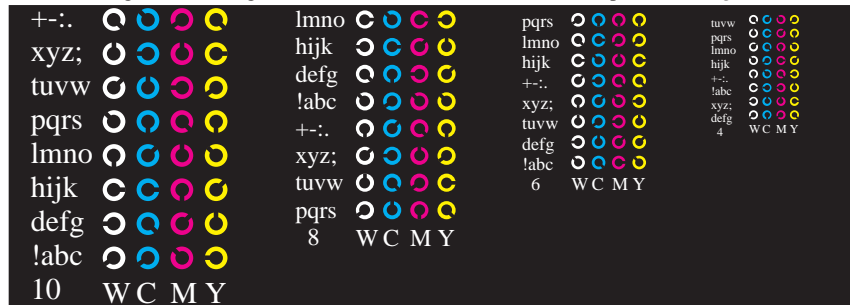 +-:.
xyz;
tuvw
pqrs
lmno
hijk
defg
!abc
10 W C M Y
lmno
hijk
defg
!abc
+-:.
xyz;
tuvw
pqrs
8 W C M Y
pqrs
lmno
hijk
+-:.
xyz;
tuvw
defg
!abc
6 W C M Y
tuvw
pqrs
lmno
hijk
+-:.
!abc
xyz;
defg
4 W C M Y